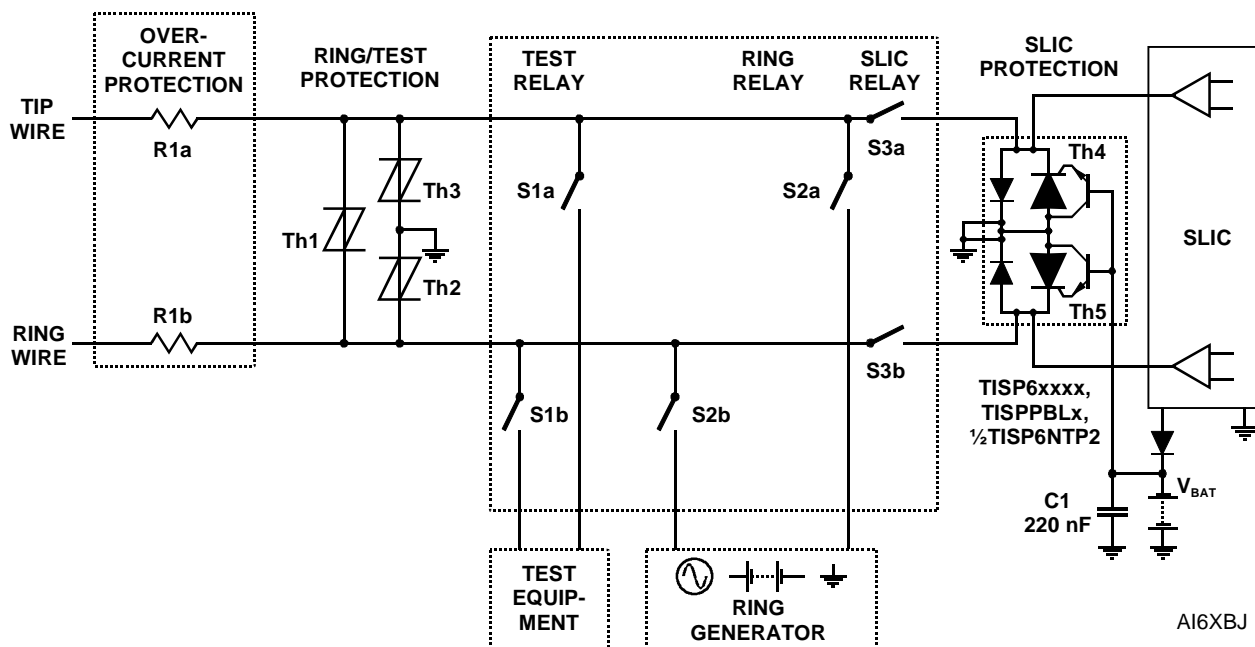 OVER-
CURRENT
PROTECTION
RING/TEST
PROTECTION
TEST
RELAY
RING
RELAY
SLIC
RELAY
SLIC
PROTECTION
TIP
WIRE
R1a
Th1
Th3
Th2
S1a
S2a
S3a
Th4
SLIC
Th5
RING
WIRE
R1b
S3b
S1b
S2b
TISP6xxxx,
TISPPBLx,
½TISP6NTP2
C1
220 nF
VBAT
TEST
EQUIP-
MENT
RING
GENERATOR
AI6XBJ